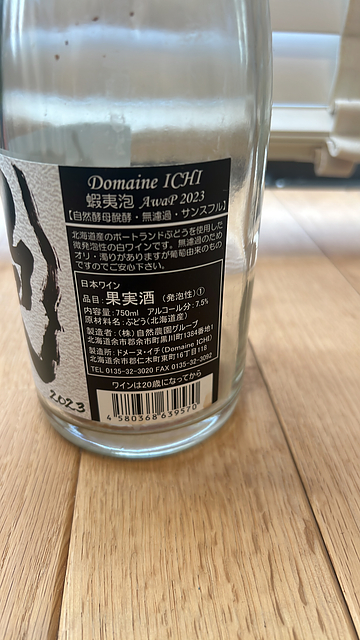 Domaine ICHI
蝦夷泡 AwaP 2023
【自然酵母醗酵・無濾過・サンスフル】
北海道産のポートランドぶどうを使用した
微発泡性の白ワインです。無濾過のため
オリ・濁りがありますが葡萄由来のもの
ですのでご安心下さい。
日本ワイン
品目:果実酒 (発泡性)①
内容量:750ml アルコール分:7.5%
原材料名:ぶどう(北海道産)
製造者:(株)自然農園グループ
北海道余市郡余市町黒川町1384番地1
製造所:ドメーヌ・イチ(Domaine ICHI)
北海道余市郡仁木町東町16丁目118
TEL 0135-32-3020 FAX 0135-32-3092
ワインは20歳になってから
4 580368 639570
2023